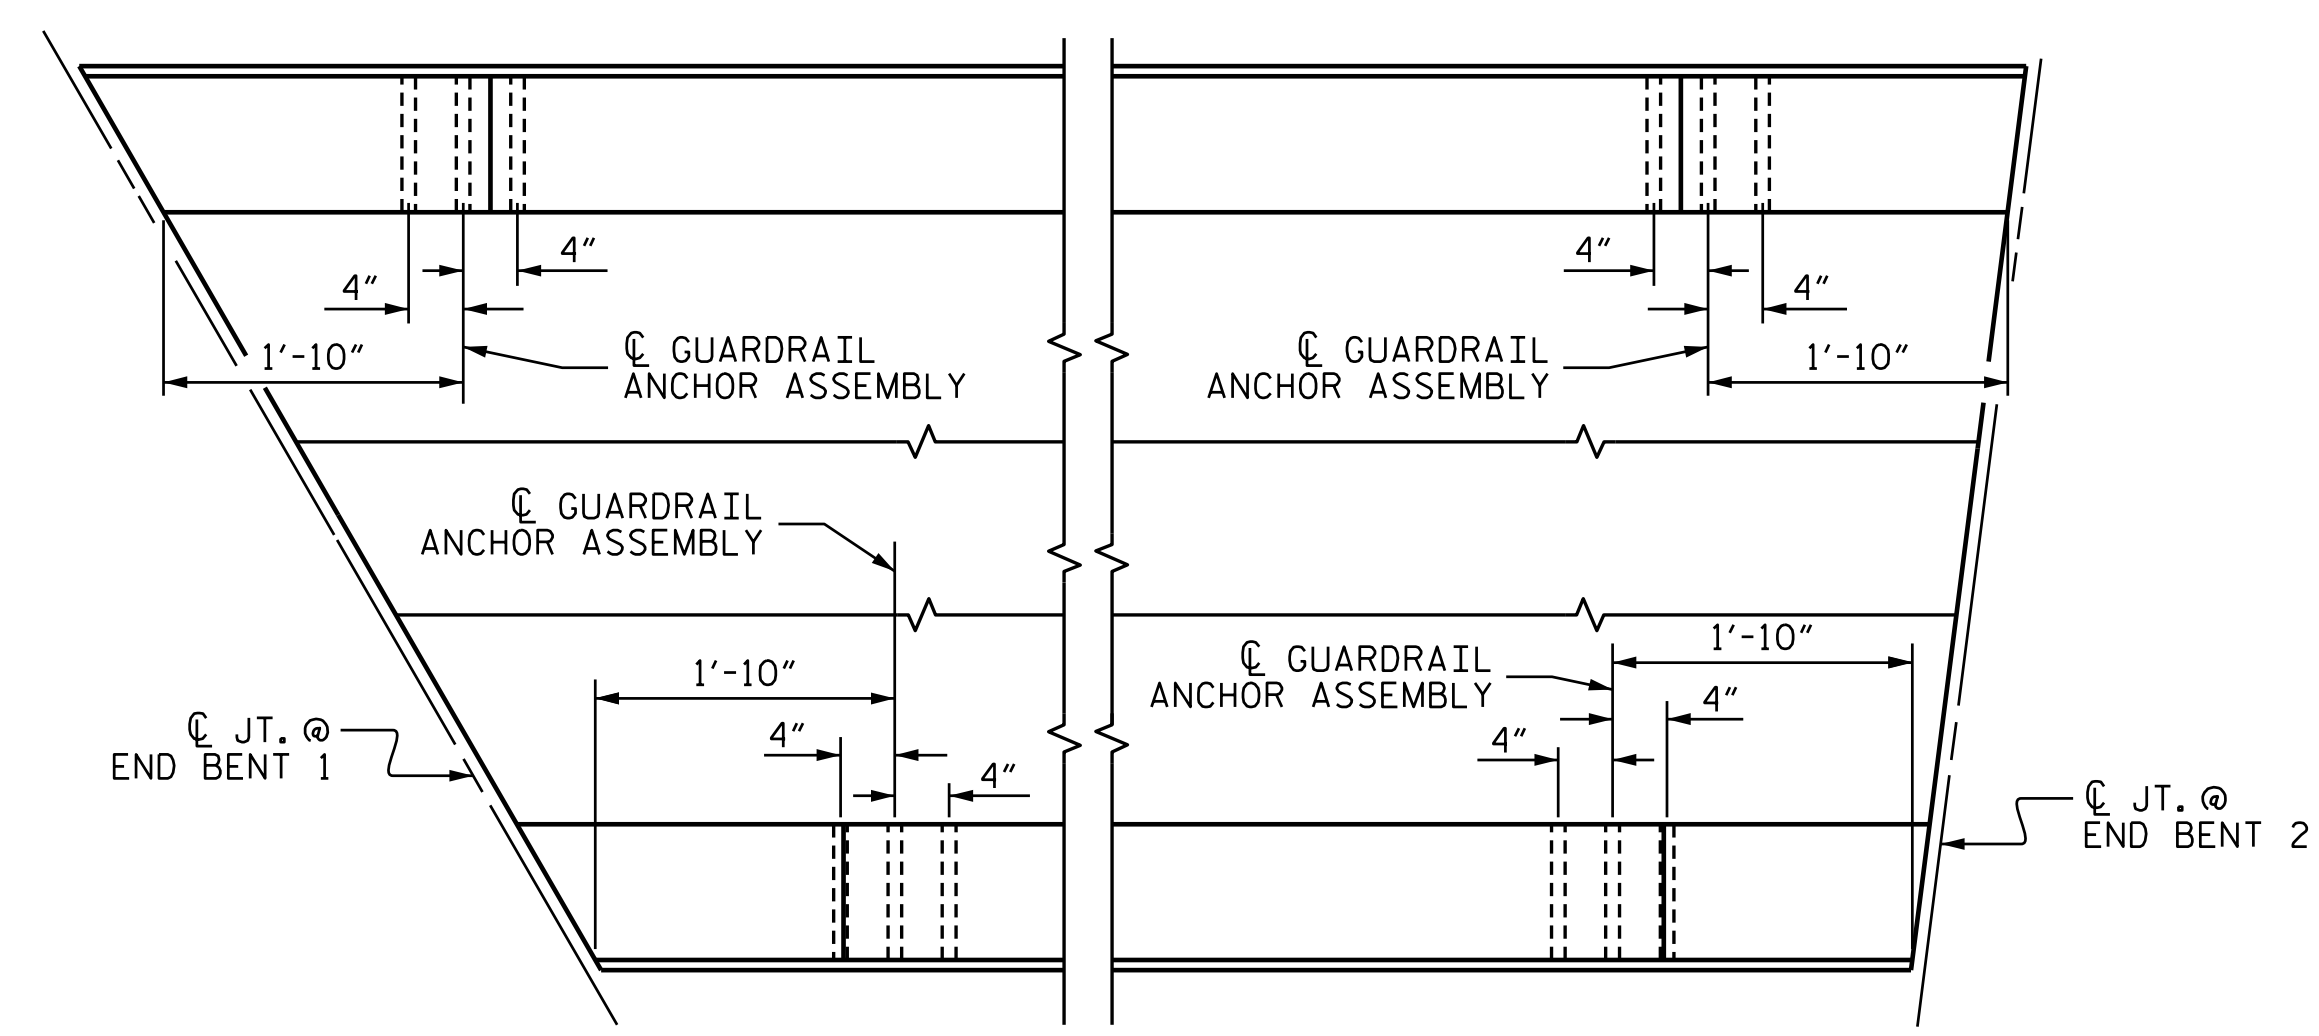 4″
4″
1′-10″
℄ GUARDRAIL
ANCHOR ASSEMBLY
4″
4″
℄ GUARDRAIL
ANCHOR ASSEMBLY
1′-10″
℄ GUARDRAIL
ANCHOR ASSEMBLY
1′-10″
4″
4″
℄ JT. @
END BENT 1
1′-10″
℄ GUARDRAIL
ANCHOR ASSEMBLY
4″
4″
℄ JT. @
END BENT 2